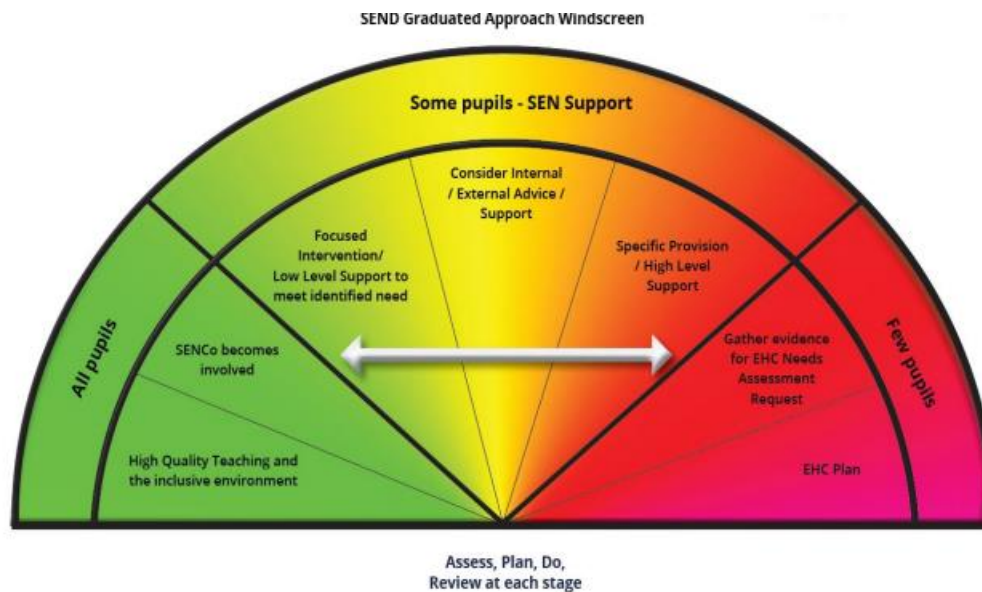 SEND Graduated Approach Windscreen
Some pupils - SEN Support
All pupils
Few pupils
High Quality Teaching and
the inclusive environment
SENCo becomes
involved
Focused
Intervention/
Low Level Support to
meet identified need
Consider Internal
/ External Advice /
Support
Specific Provision
/ High Level
Support
Gather evidence
for EHC Needs
Assessment
Request
EHC Plan
Assess, Plan, Do,
Review at each stage